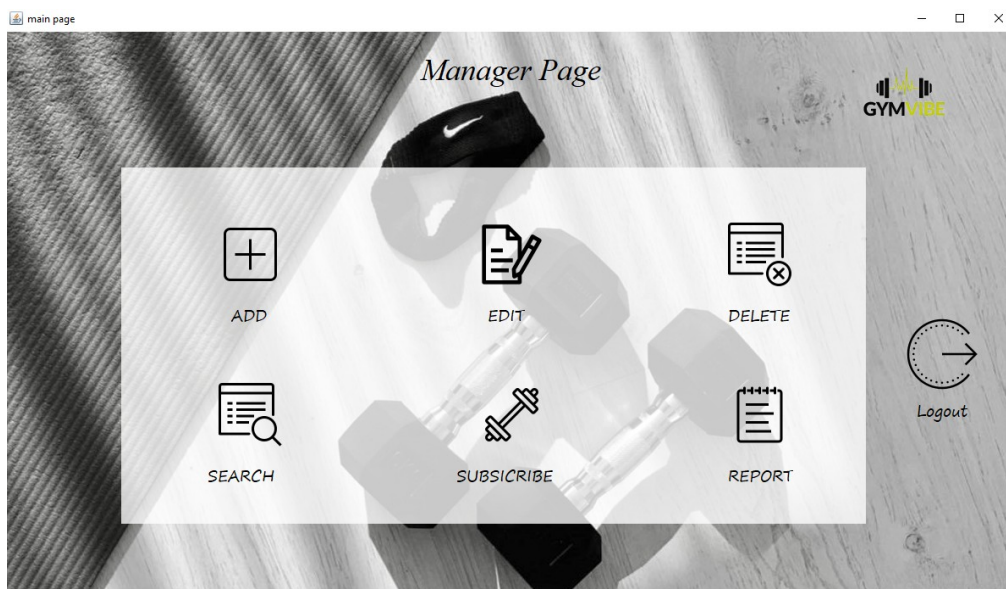 main page
Manager Page
GYMVIBE
ADD
EDIT
DELETE
SEARCH
SUBSICRIBE
REPORT
Logout